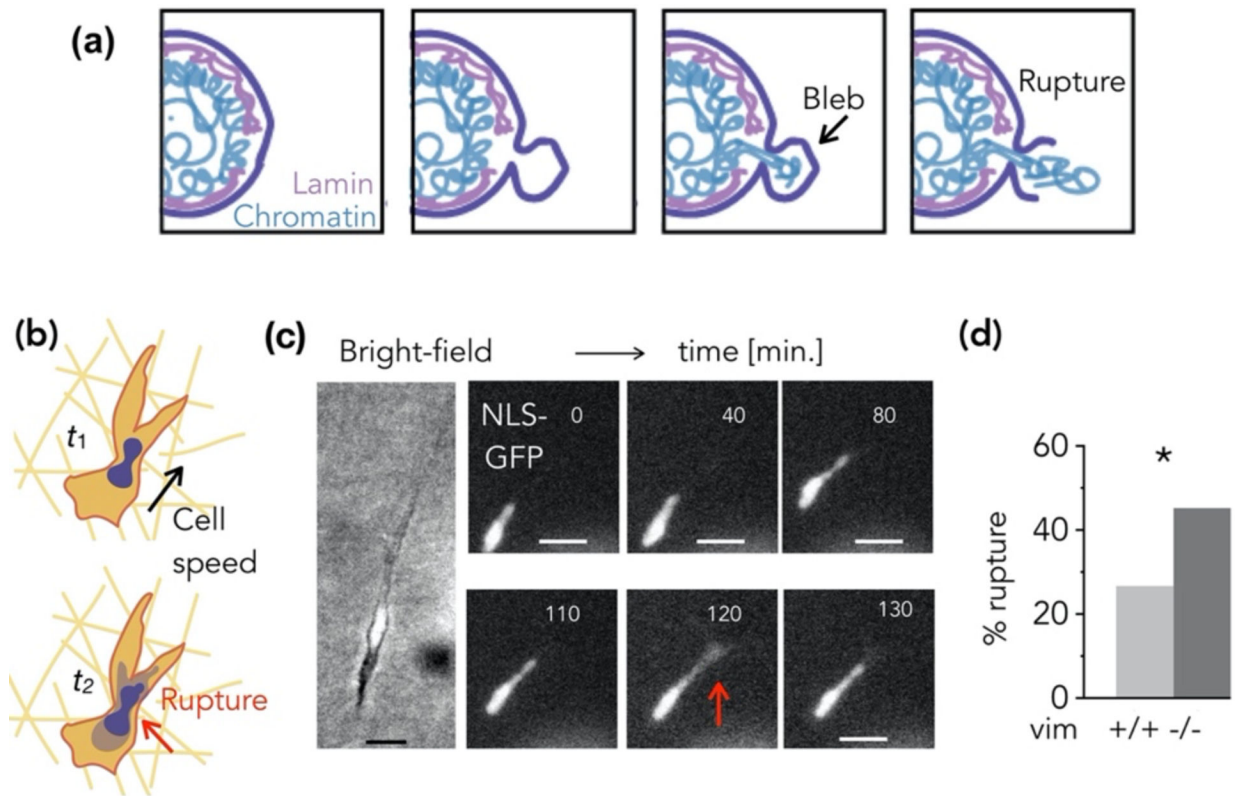 (a)
Lamin
Chromatin
Bleb
Rupture
(b)
t1
Cell
speed
t2
Rupture
(c)
Bright-field
time [min.]
NLS-
GFP
0
40
80
110
120
130
(d)
*
% rupture
60
40
20
0
vim +/+ -/-